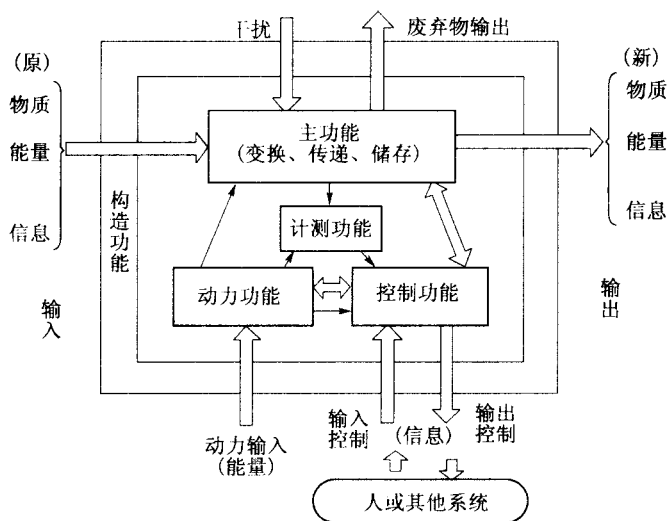 干扰
废弃物输出
(原)
物质
能量
信息
输入
(新)
物质
能量
信息
输出
构造功能
主功能
(变换、传递、储存)
计测功能
动力功能
控制功能
动力输入
(能量)
输入
控制
(信息)
输出
控制
人或其他系统